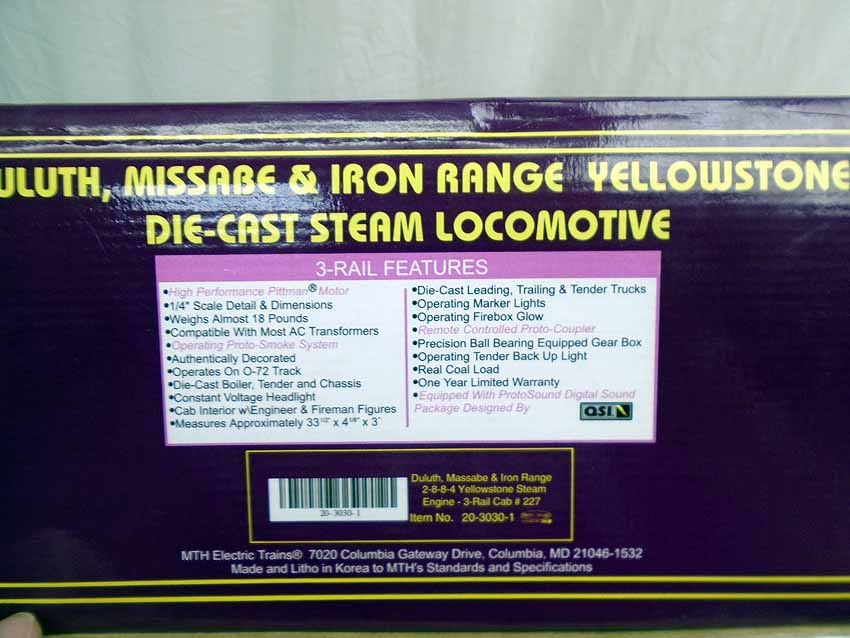 ULUTH, MISSABE & IRON RANGE YELLOWSTONE
DIE-CAST STEAM LOCOMOTIVE
3-RAIL FEATURES
•High Performance Pittman® Motor
•1/4" Scale Detail & Dimensions
•Weighs Almost 18 Pounds
•Compatible With Most AC Transformers
•Operating Proto-Smoke System
•Authentically Decorated
•Operates On O-72 Track
•Die-Cast Boiler, Tender and Chassis
•Constant Voltage Headlight
•Cab Interior w\Engineer & Fireman Figures
•Measures Approximately 33 1/2" x 4 1/8" x 3"
•Die-Cast Leading, Trailing & Tender Trucks
•Operating Marker Lights
•Operating Firebox Glow
•Remote Controlled Proto-Coupler
•Precision Ball Bearing Equipped Gear Box
•Operating Tender Back Up Light
•Real Coal Load
•One Year Limited Warranty
•Equipped With ProtoSound Digital Sound
Package Designed By QSI
20-3030-1
Duluth, Massabe & Iron Range
2-8-8-4 Yellowstone Steam
Engine - 3-Rail Cab # 227
Item No. 20-3030-1
MTH Electric Trains® 7020 Columbia Gateway Drive, Columbia, MD 21046-1532
Made and Litho in Korea to MTH's Standards and Specifications